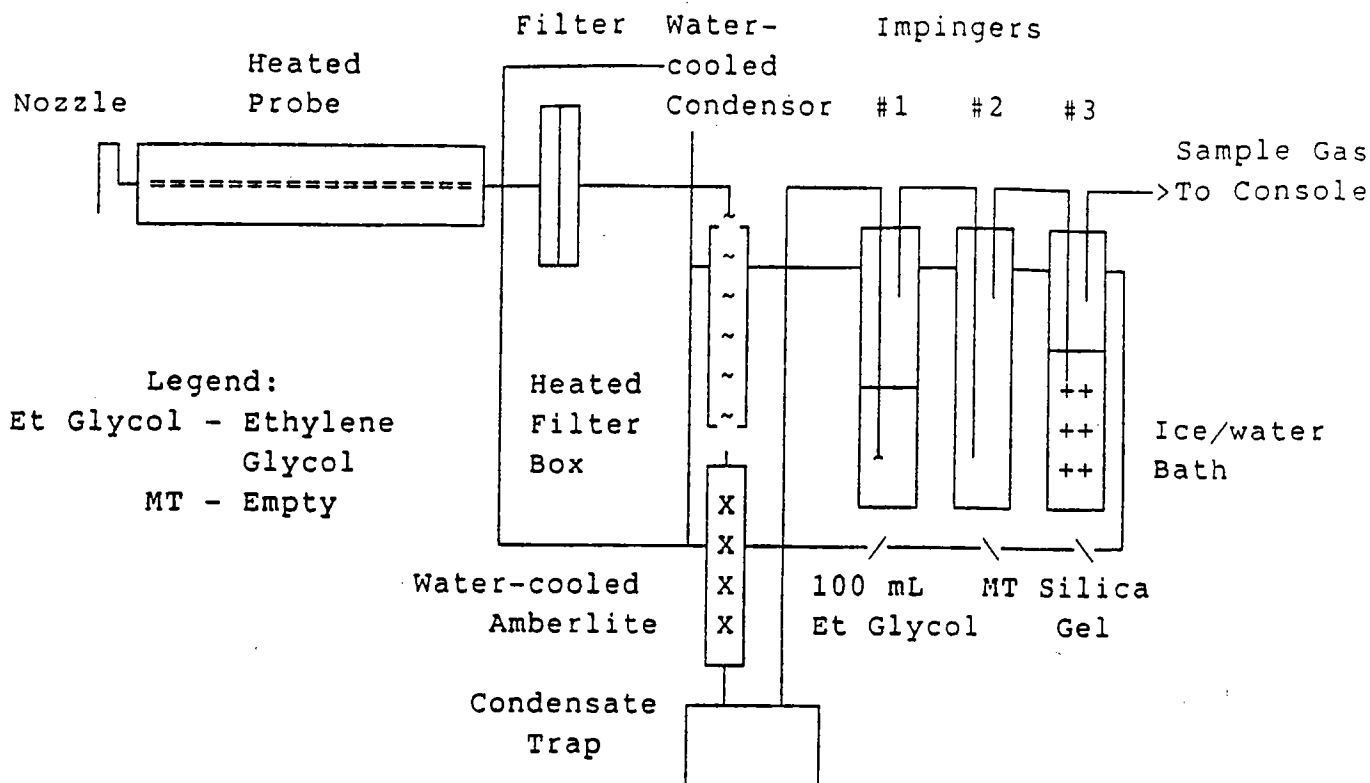 Filter Water-cooled Condensor
Impingers
Heated
Probe
Nozzle
#1 #2 #3
Sample Gas
>To Console
Legend:
Et Glycol - Ethylene
Glycol
MT - Empty
Heated
Filter
Box
Ice/water
Bath
++
++
++
X
X
X
X
Water-cooled
Amberlite
100 mL MT Silica
Et Glycol Gel
Condensate
Trap